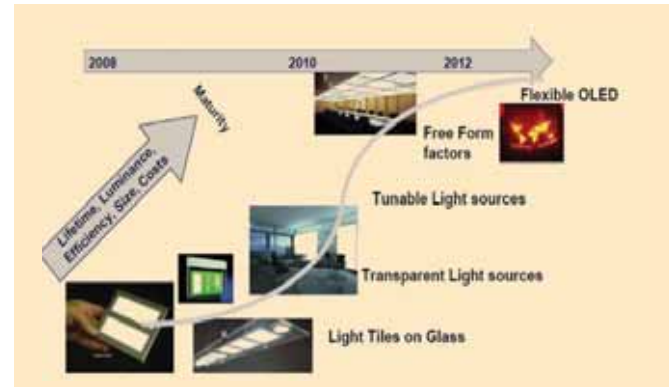 2008 2010 2012
Maturity
Lifetime, Luminance,
Efficiency, Size, Costs
Flexible OLED
Free Form
factors
Tunable Light sources
Transparent Light sources
Light Tiles on Glass